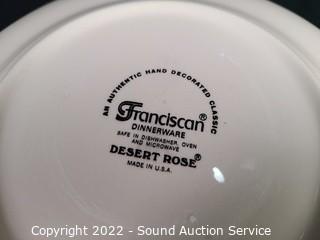 AN AUTHENTIC HAND DECORATED CLASSIC
Franciscan®
DINNERWARE
SAFE IN DISHWASHER, OVEN
AND MICROWAVE
DESERT ROSE®
MADE IN U.S.A.
Copyright 2022 - Sound Auction Service